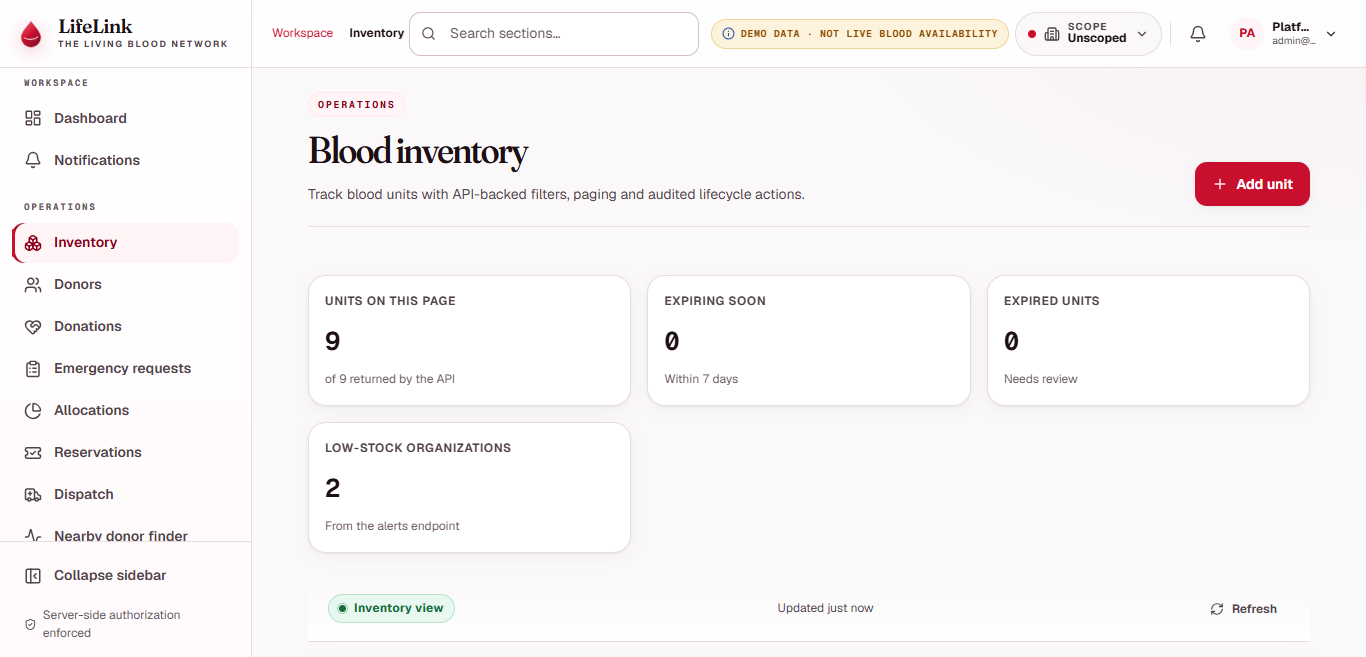 LifeLink
THE LIVING BLOOD NETWORK
Workspace
Inventory
Search sections...
DEMO DATA · NOT LIVE BLOOD AVAILABILITY
SCOPE
Unscoped
PA
Platf...
admin@...
WORKSPACE
Dashboard
Notifications
OPERATIONS
Inventory
Donors
Donations
Emergency requests
Allocations
Reservations
Dispatch
Nearby donor finder
Collapse sidebar
Server-side authorization
enforced
OPERATIONS
Blood inventory
Track blood units with API-backed filters, paging and audited lifecycle actions.
Add unit
UNITS ON THIS PAGE
9
of 9 returned by the API
EXPIRING SOON
0
Within 7 days
EXPIRED UNITS
0
Needs review
LOW-STOCK ORGANIZATIONS
2
From the alerts endpoint
Inventory view
Updated just now
Refresh